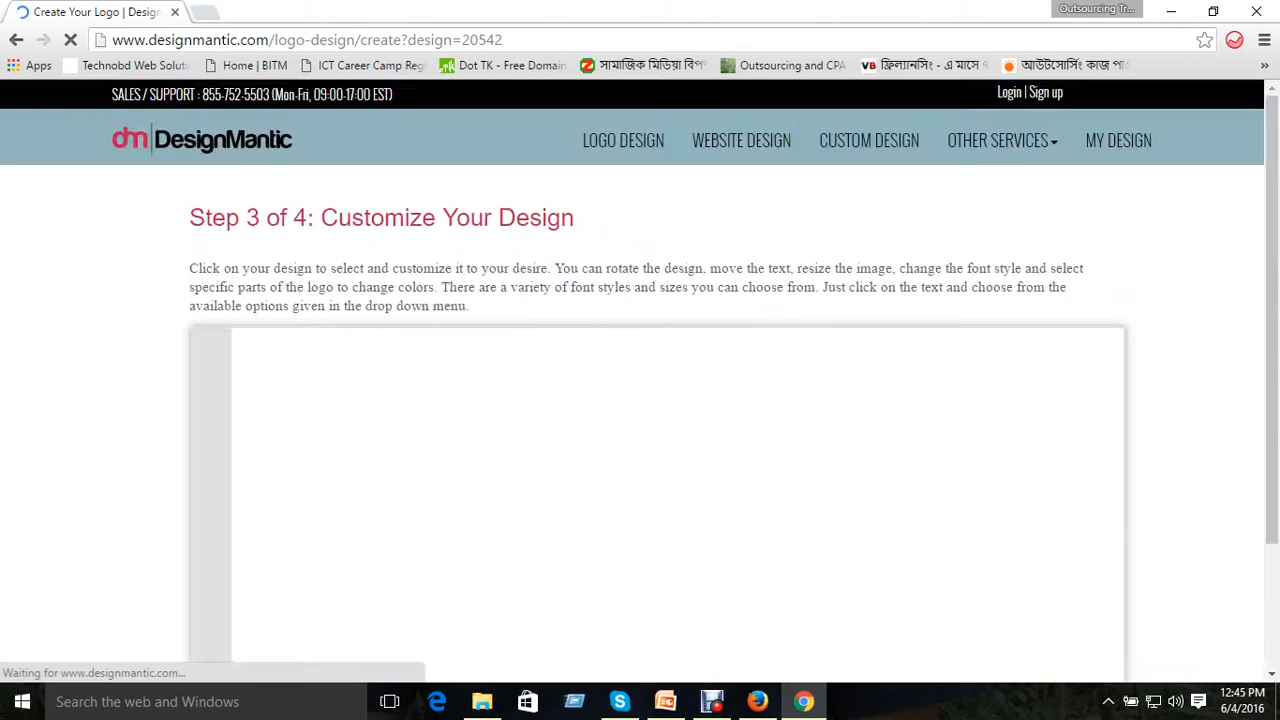 Create Your Logo | Design
Outsourcing Tr...
www.designmantic.com/logo-design/create?design=20542
Apps
Technobd Web Soluti
Home | BITM
ICT Career Camp Reg
Dot TK - Free Domain
সামাজিক মিডিয়া বিপ
Outsourcing and CPA
VB ফ্রিল্যানসিং - এ মাসে
আউটসোর্সিং কাজ
SALES / SUPPORT : 855-752-5503 (Mon-Fri, 09:00-17:00 EST)
Login | Sign up
dm DesignMantic
LOGO DESIGN
WEBSITE DESIGN
CUSTOM DESIGN
OTHER SERVICES
MY DESIGN
Step 3 of 4: Customize Your Design
Click on your design to select and customize it to your desire. You can rotate the design, move the text, resize the image, change the font style and select
specific parts of the logo to change colors. There are a variety of font styles and sizes you can choose from. Just click on the text and choose from the
available options given in the drop down menu.
Waiting for www.designmantic.com...
Search the web and Windows
12:45 PM
6/4/2016